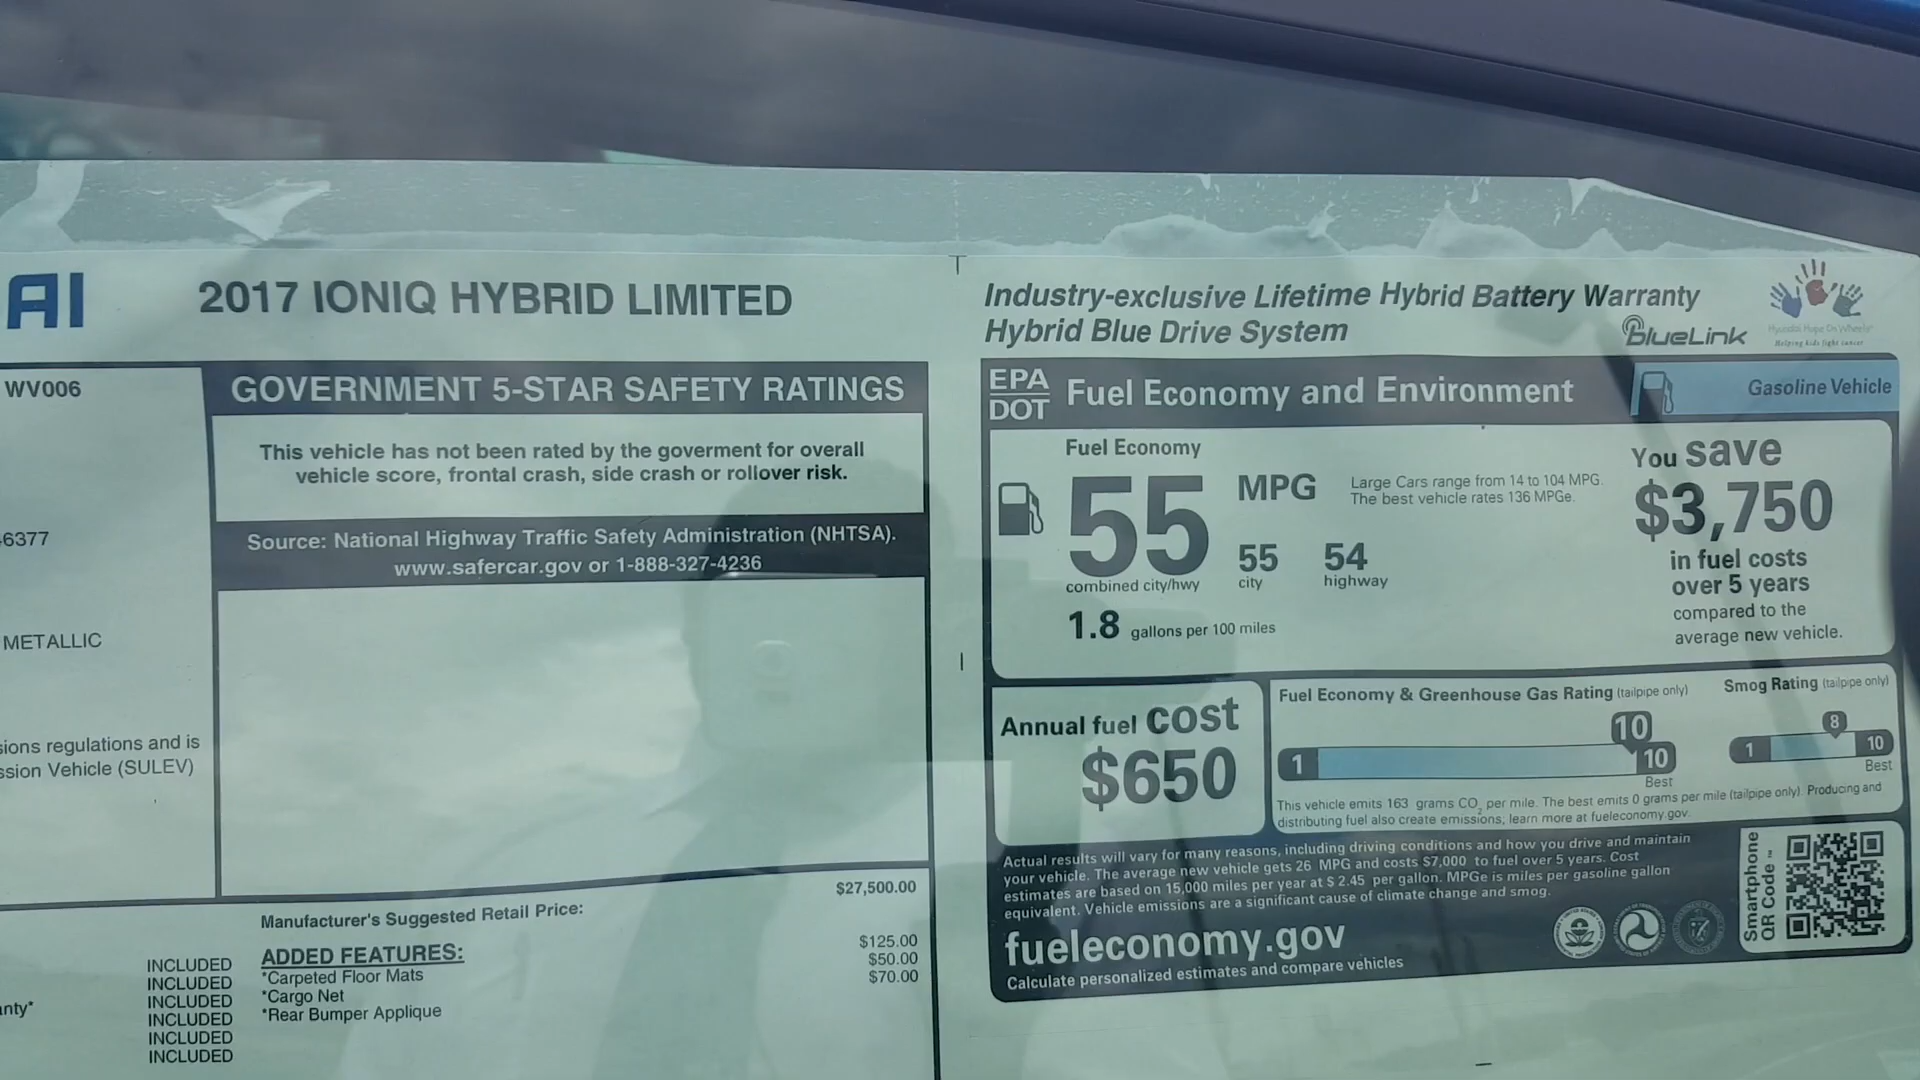 AI
2017 IONIQ HYBRID LIMITED
WV006
6377
METALLIC
regulations and is
Vehicle (SULEV)
GOVERNMENT 5-STAR SAFETY RATINGS
This vehicle has not been rated by the goverment for overall
vehicle score, frontal crash, side crash or rollover risk.
Source: National Highway Traffic Safety Administration (NHTSA).
www.safercar.gov or 1-888-327-4236
Manufacturer's Suggested Retail Price: $27,500.00
ADDED FEATURES:
*Carpeted Floor Mats $125.00
*Cargo Net $50.00
*Rear Bumper Applique $70.00
INCLUDED
INCLUDED
INCLUDED
INCLUDED
INCLUDED
INCLUDED
Industry-exclusive Lifetime Hybrid Battery Warranty
Hybrid Blue Drive System
BlueLink
Hyundai Hope On Wheels
Helping kids fight cancer
EPA
DOT
Fuel Economy and Environment
Gasoline Vehicle
Fuel Economy
55 MPG
combined city/hwy
55
city
54
highway
1.8 gallons per 100 miles
Large Cars range from 14 to 104 MPG.
The best vehicle rates 136 MPGe.
You save
$3,750
in fuel costs
over 5 years
compared to the
average new vehicle.
Annual fuel cost
$650
Fuel Economy & Greenhouse Gas Rating (tailpipe only)
10
1
10
Best
Smog Rating (tailpipe only)
8
1
10
Best
This vehicle emits 163 grams CO2 per mile. The best emits 0 grams per mile (tailpipe only). Producing and
distributing fuel also create emissions; learn more at fueleconomy.gov.
Actual results will vary for many reasons, including driving conditions and how you drive and maintain
your vehicle. The average new vehicle gets 26 MPG and costs $7,000 to fuel over 5 years. Cost
estimates are based on 15,000 miles per year at $ 2.45 per gallon. MPGe is miles per gasoline gallon
equivalent. Vehicle emissions are a significant cause of climate change and smog.
fueleconomy.gov
Calculate personalized estimates and compare vehicles
Smartphone
QR Code™